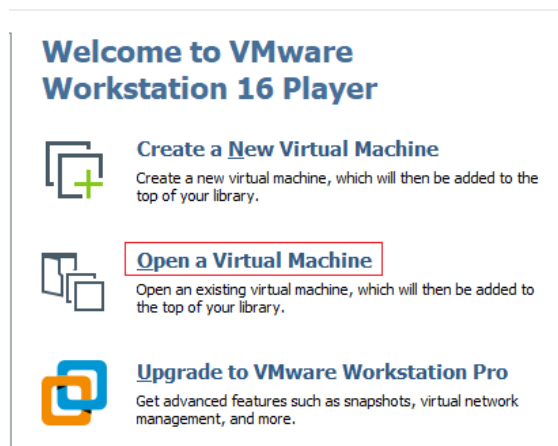 Welcome to VMware
Workstation 16 Player
Create a New Virtual Machine
Create a new virtual machine, which will then be added to the
top of your library.
Open a Virtual Machine
Open an existing virtual machine, which will then be added to
the top of your library.
Upgrade to VMware Workstation Pro
Get advanced features such as snapshots, virtual network
management, and more.